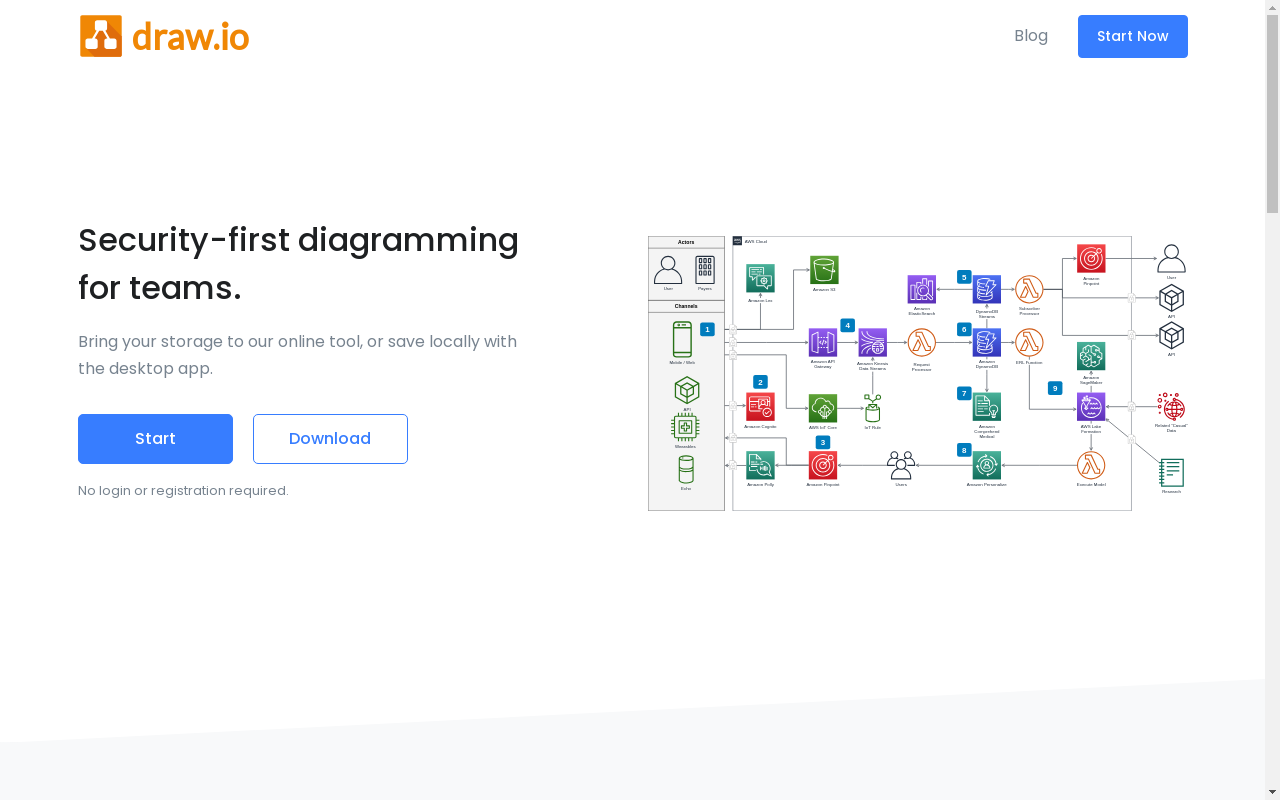 draw.io
Blog
Start Now
Security-first diagramming
for teams.
Bring your storage to our online tool, or save locally with
the desktop app.
Start
Download
No login or registration required.
Actors
User
Payers
Channels
1
Mobile / Web
API
Wearables
Echo
AWS Cloud
Amazon Lex
Amazon S3
4
Amazon API
Gateway
Amazon Kinesis
Data Streams
2
Amazon Cognito
AWS IoT Core
IoT Rule
3
Amazon Polly
Amazon Pinpoint
Users
Amazon
ElasticSearch
5
DynamoDB
Streams
Subscriber
Processor
Request
Processor
6
Amazon
DynamoDB
ERL Function
7
Amazon
Comprehend
Medical
8
Amazon Personalize
Amazon
Pinpoint
Amazon
SageMaker
9
AWS Lake
Formation
Execute Model
User
API
API
Related "Causal"
Data
Research